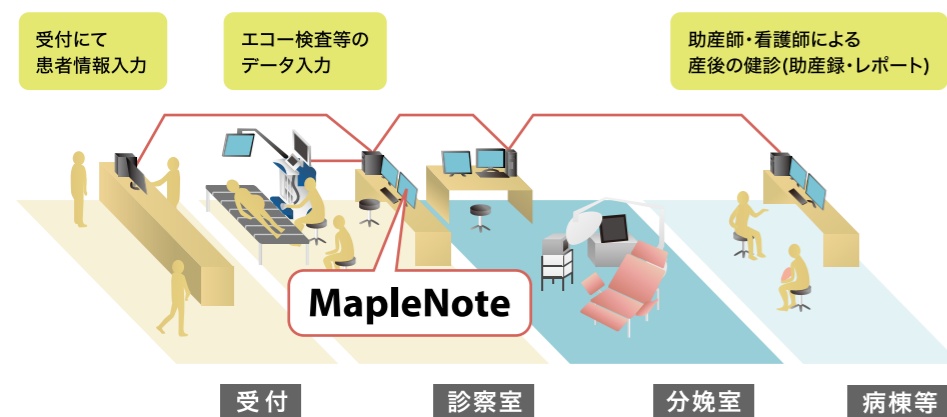 受付にて
患者情報入力
エコー検査等の
データ入力
助産師・看護師による
産後の健診(助産録・レポート)
MapleNote
受付
診察室
分娩室
病棟等